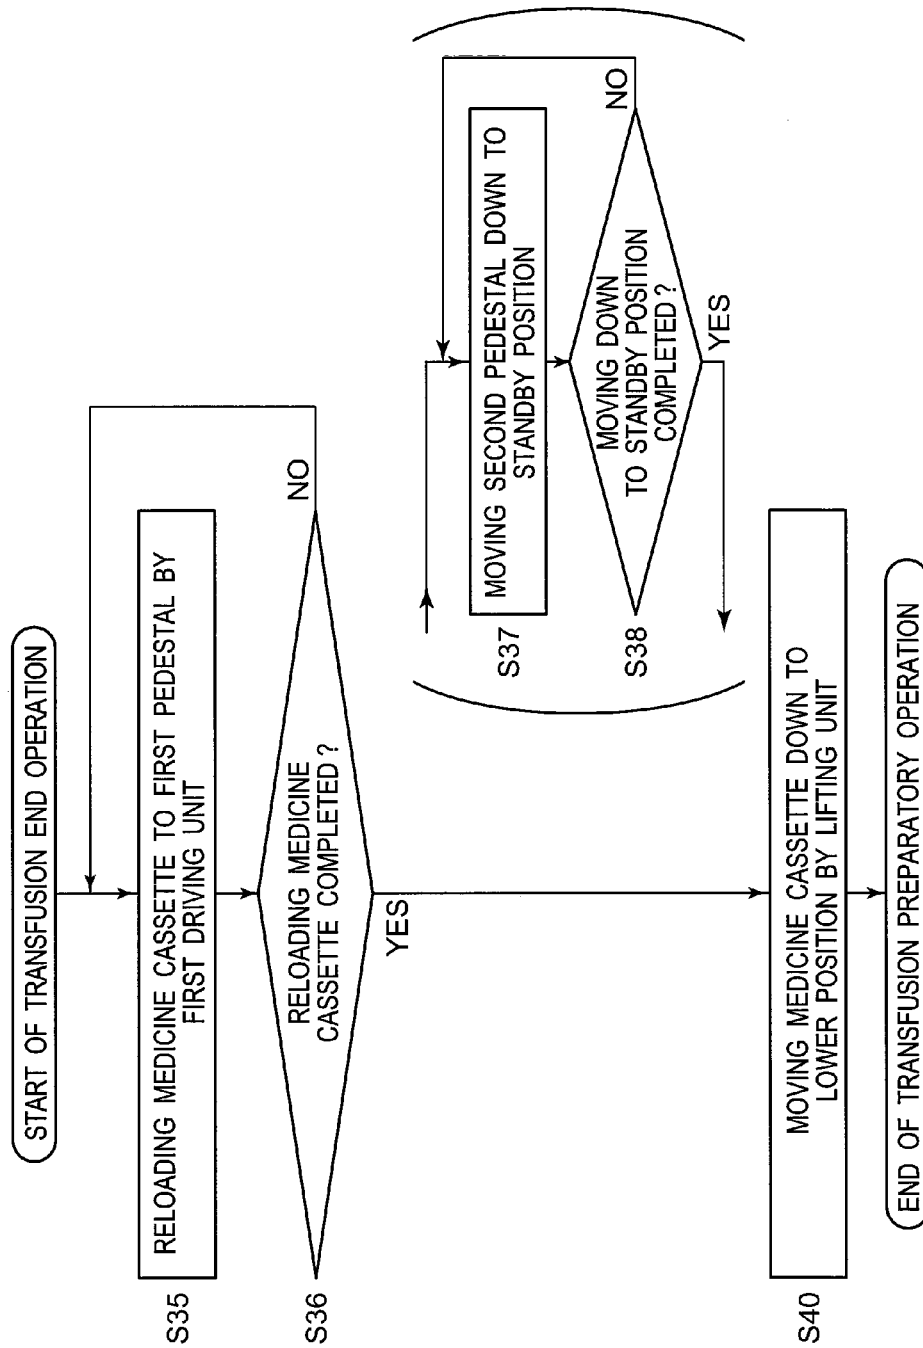 START OF TRANSFUSION END OPERATION
S35
RELOADING MEDICINE CASSETTE TO FIRST PEDESTAL BY
FIRST DRIVING UNIT
S36
RELOADING MEDICINE
CASSETTE COMPLETED?
NO
YES
S37
MOVING SECOND PEDESTAL DOWN TO
STANDBY POSITION
S38
MOVING DOWN
TO STANDBY POSITION
COMPLETED?
NO
YES
S40
MOVING MEDICINE CASSETTE DOWN TO
LOWER POSITION BY LIFTING UNIT
END OF TRANSFUSION PREPARATORY OPERATION